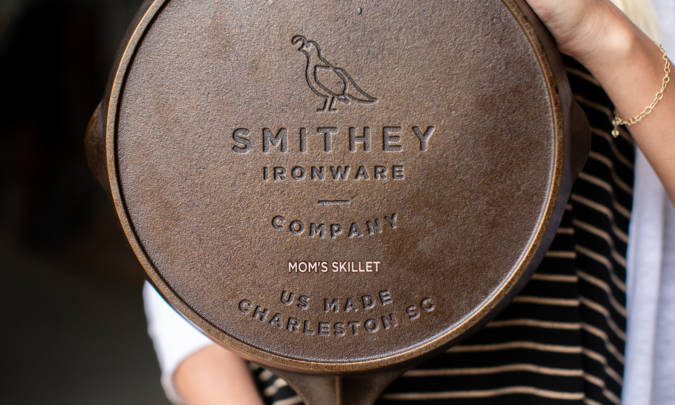 SMITHEY
IRONWARE
COMPANY
MOM'S SKILLET
US MADE
CHARLESTON SC